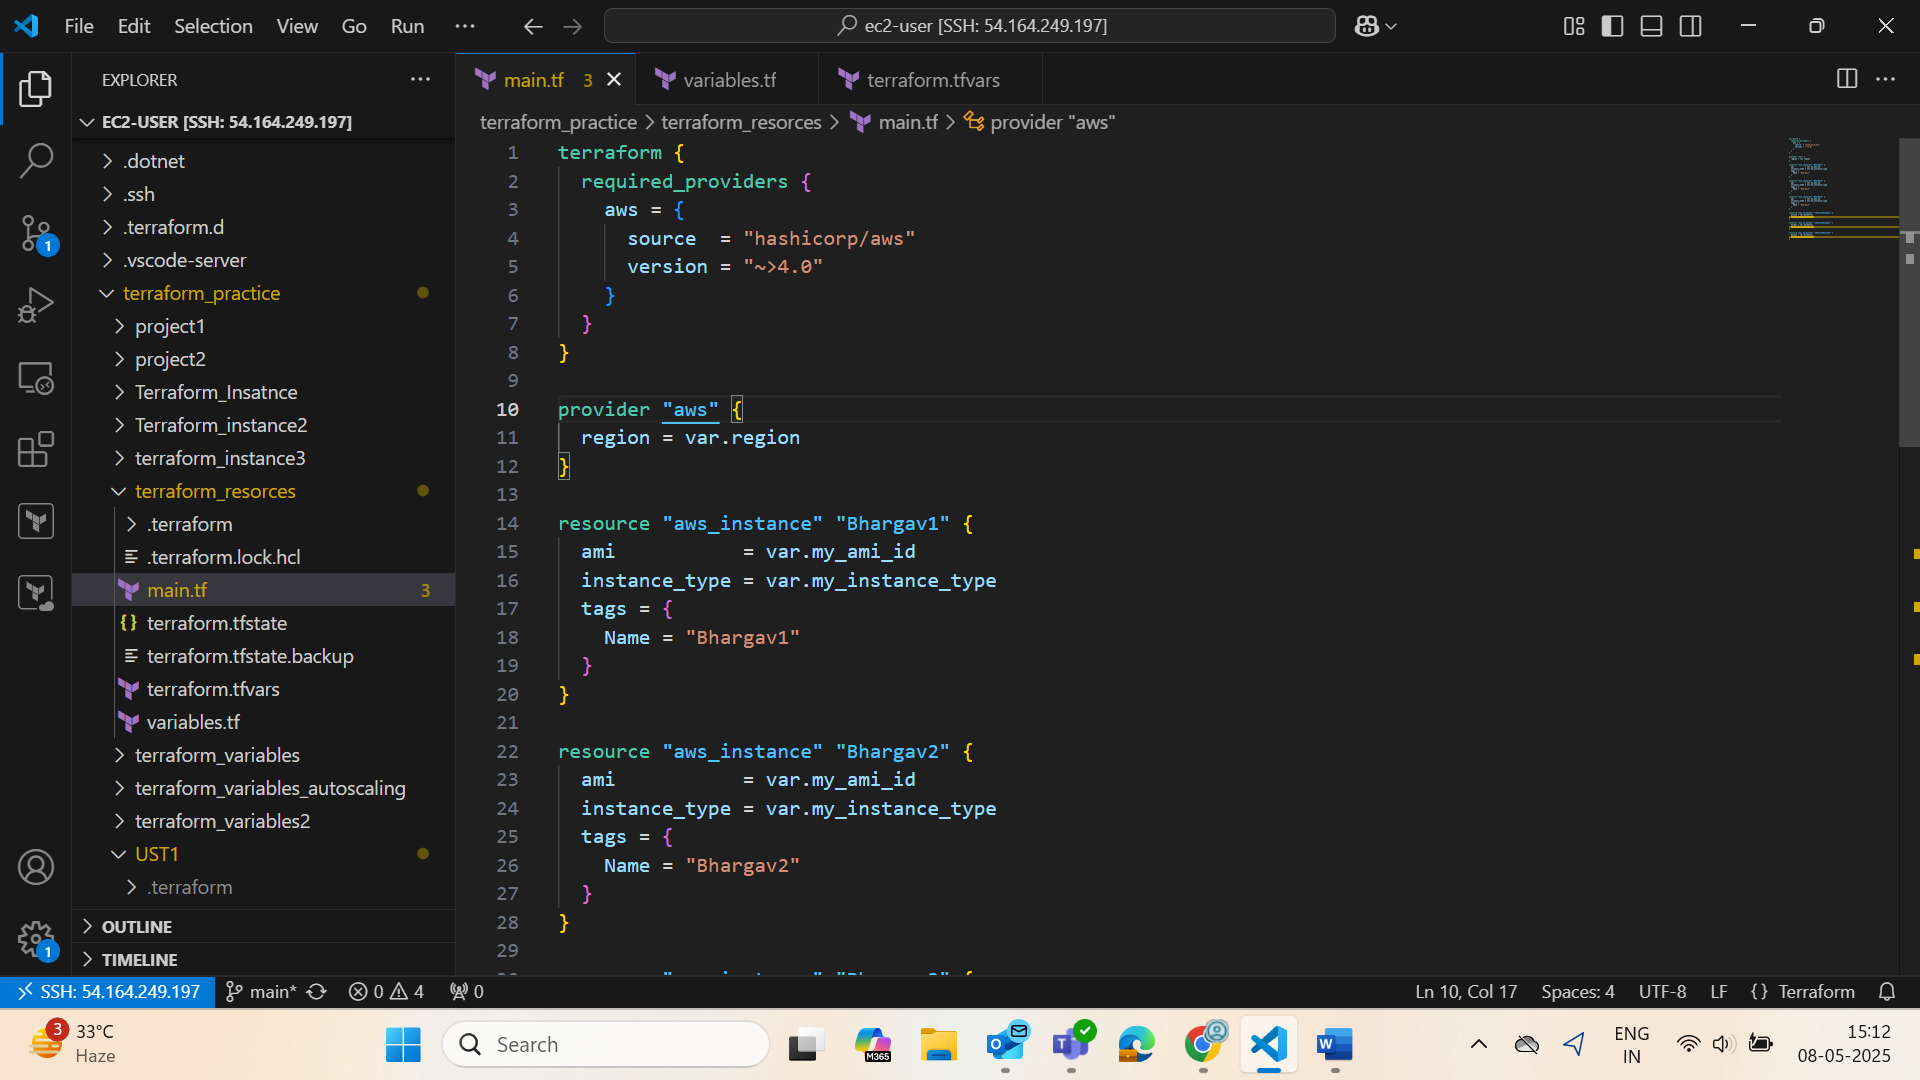 File Edit Selection View Go Run ···
ec2-user [SSH: 54.164.249.197]
EXPLORER
EC2-USER [SSH: 54.164.249.197]
.dotnet
.ssh
.terraform.d
.vscode-server
terraform_practice
project1
project2
Terraform_Insatnce
Terraform_instance2
terraform_instance3
terraform_resorces
.terraform
.terraform.lock.hcl
main.tf 3
terraform.tfstate
terraform.tfstate.backup
terraform.tfvars
variables.tf
terraform_variables
terraform_variables_autoscaling
terraform_variables2
UST1
.terraform
OUTLINE
TIMELINE
1
1
main.tf 3
variables.tf
terraform.tfvars
terraform_practice > terraform_resorces > main.tf > provider "aws"
1 terraform {
2 required_providers {
3 aws = {
4 source = "hashicorp/aws"
5 version = "~>4.0"
6 }
7 }
8 }
9
10 provider "aws" {
11 region = var.region
12 }
13
14 resource "aws_instance" "Bhargav1" {
15 ami = var.my_ami_id
16 instance_type = var.my_instance_type
17 tags = {
18 Name = "Bhargav1"
19 }
20 }
21
22 resource "aws_instance" "Bhargav2" {
23 ami = var.my_ami_id
24 instance_type = var.my_instance_type
25 tags = {
26 Name = "Bhargav2"
27 }
28 }
29
SSH: 54.164.249.197 main* 0 4 0
Ln 10, Col 17 Spaces: 4 UTF-8 LF {} Terraform
3
33°C
Haze
Search
M365
ENG
IN
15:12
08-05-2025